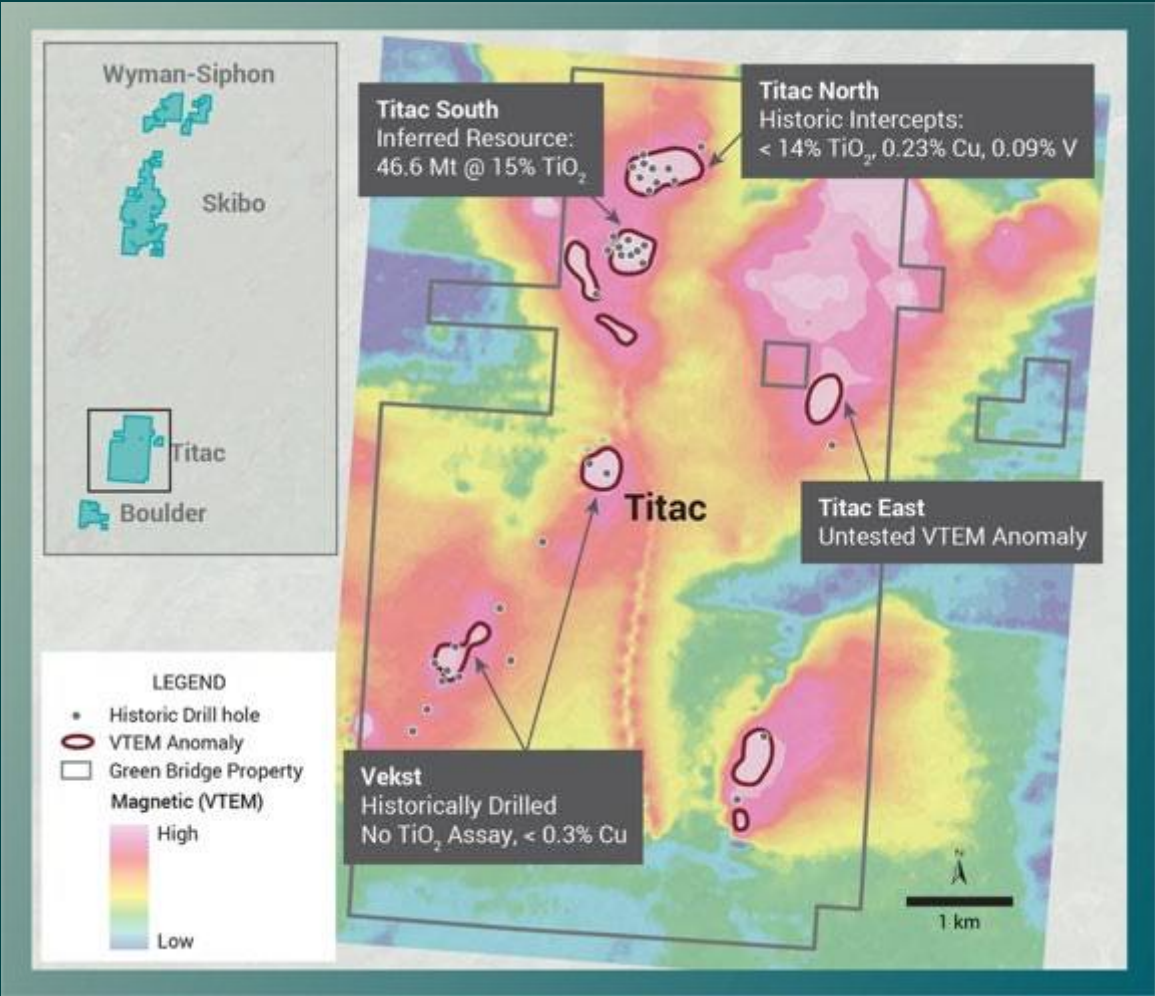 Wyman-Siphon
Skibo
Titac
Boulder
Titac South
Inferred Resource:
46.6 Mt @ 15% TiO₂
Titac North
Historic Intercepts:
< 14% TiO₂, 0.23% Cu, 0.09% V
Titac
Titac East
Untested VTEM Anomaly
Vekst
Historically Drilled
No TiO₂ Assay, < 0.3% Cu
LEGEND
Historic Drill hole
VTEM Anomaly
Green Bridge Property
Magnetic (VTEM)
High
Low
N
1 km